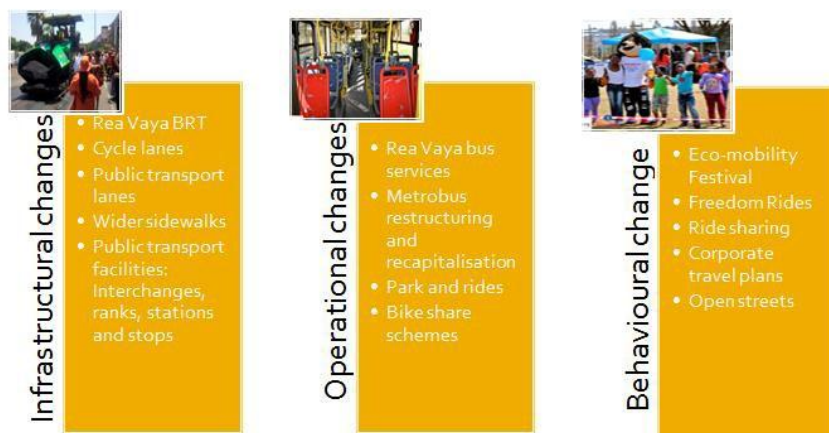 Infrastructural changes
• Rea Vaya BRT
• Cycle lanes
• Public transport
lanes
• Wider sidewalks
• Public transport
facilities:
Interchanges,
ranks, stations
and stops
Operational changes
• Rea Vaya bus
services
• Metrobus
restructuring
and
recapitalisation
• Park and rides
• Bike share
schemes
Behavioural change
• Eco-mobility
Festival
• Freedom Rides
• Ride sharing
• Corporate
travel plans
• Open streets